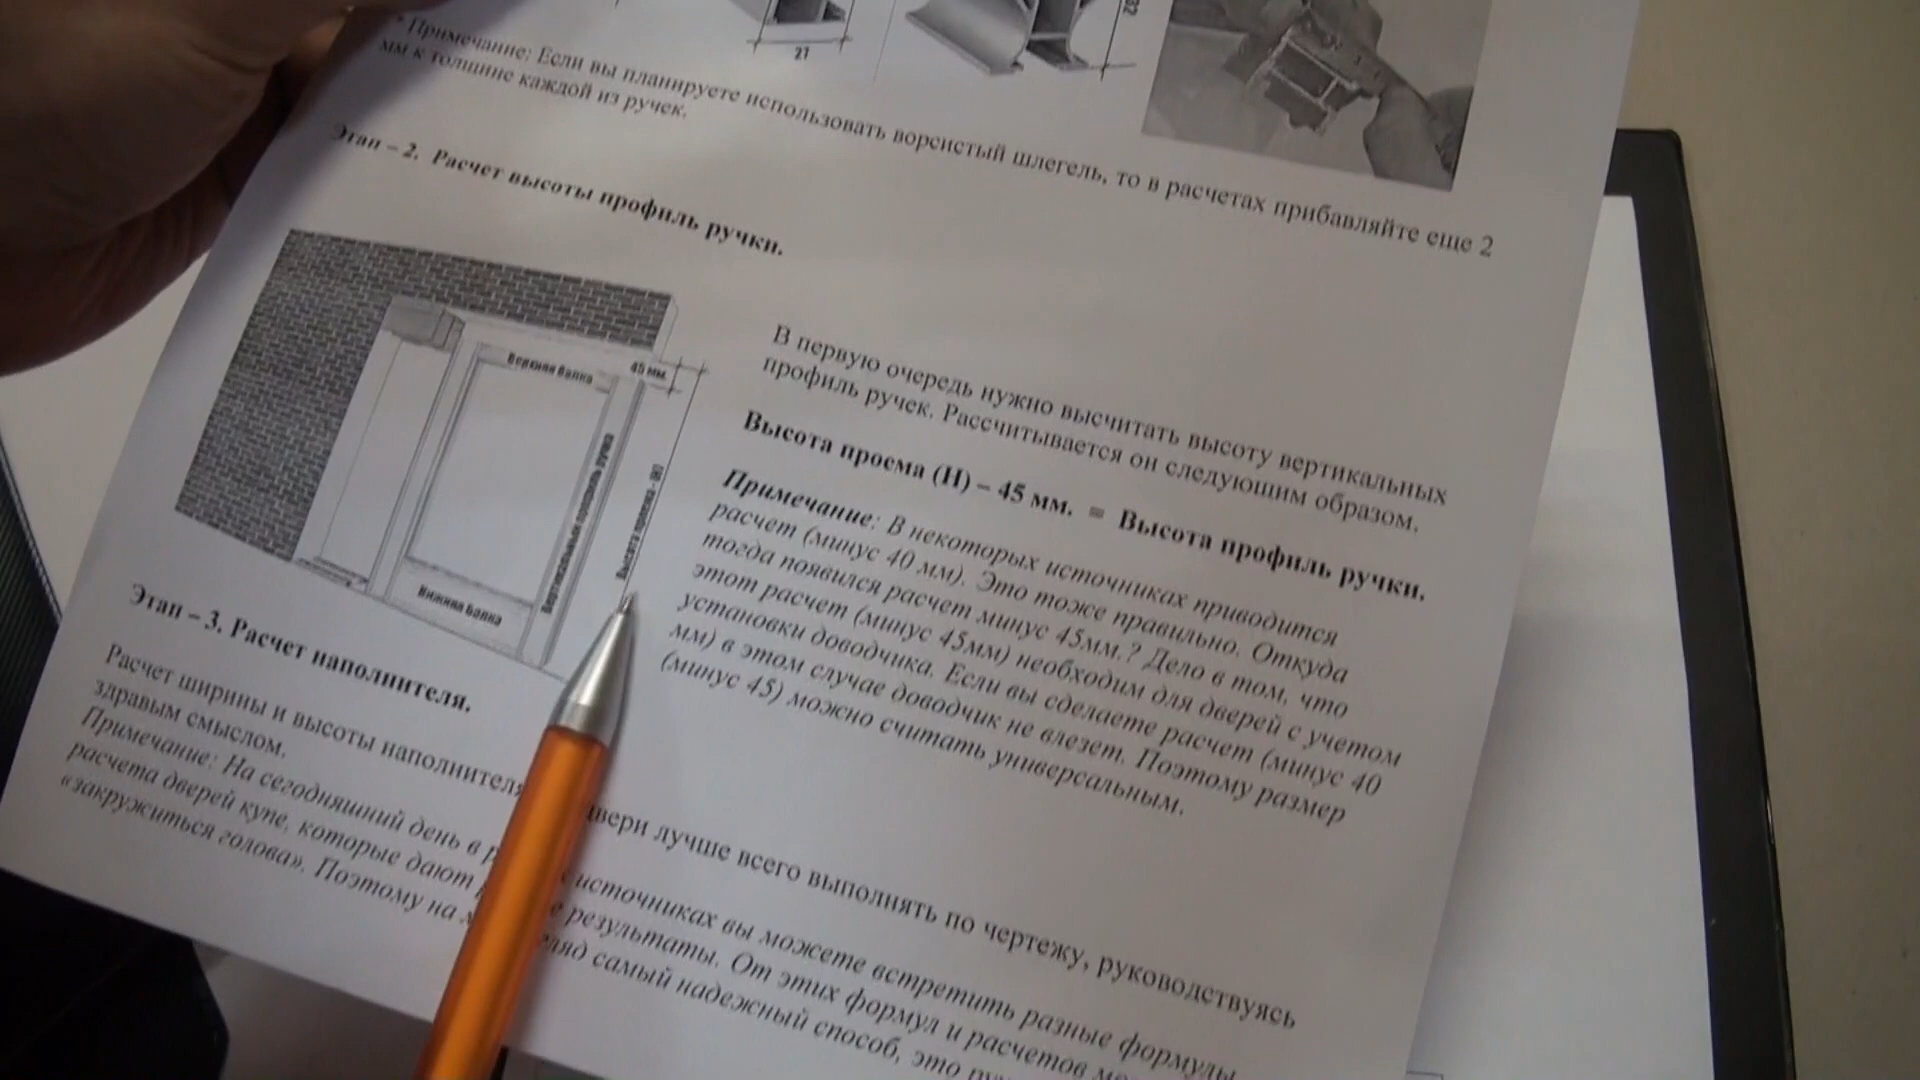 27
32
* Примечание: Если вы планируете использовать ворсистый шлегель, то в расчетах прибавляйте еще 2
мм к толщине каждой из ручек.
Этап – 2. Расчет высоты профиль ручки.
Верхняя балка
45 мм.
Вертикальный профиль ручка
Высота проема - (Н)
Нижняя балка
В первую очередь нужно высчитать высоту вертикальных
профиль ручек. Рассчитывается он следующим образом.
Высота проема (Н) – 45 мм. = Высота профиль ручки.
Примечание: В некоторых источниках приводится
расчет (минус 40 мм). Это тоже правильно. Откуда
тогда появился расчет минус 45мм.? Дело в том, что
этот расчет (минус 45мм) необходим для дверей с учетом
установки доводчика. Если вы сделаете расчет (минус 40
мм) в этом случае доводчик не влезет. Поэтому размер
(минус 45) можно считать универсальным.
Этап – 3. Расчет наполнителя.
Расчет ширины и высоты наполнителя двери лучше всего выполнять по чертежу, руководствуясь
здравым смыслом.
Примечание: На сегодняшний день в источниках вы можете встретить разные формулы
расчета дверей купе, которые дают результаты. От этих формул и расчетов
«закружиться голова». Поэтому на самый надежный способ, это